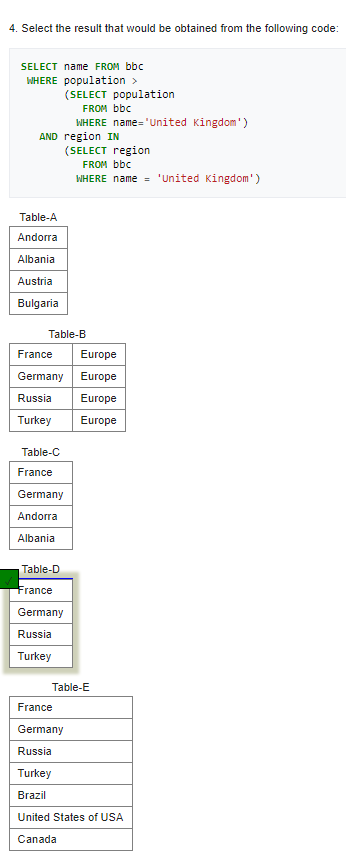 4. Select the result that would be obtained from the following code:
SELECT name FROM bbc
WHERE population >
(SELECT population
FROM bbc
WHERE name='United Kingdom')
AND region IN
(SELECT region
FROM bbc
WHERE name = 'United Kingdom')
Table-A
Andorra
Albania
Austria
Bulgaria
Table-B
France Europe
Germany Europe
Russia Europe
Turkey Europe
Table-C
France
Germany
Andorra
Albania
Table-D
France
Germany
Russia
Turkey
Table-E
France
Germany
Russia
Turkey
Brazil
United States of USA
Canada